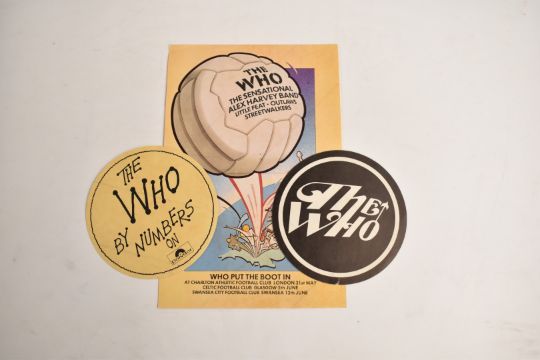 THE
WHO
THE SENSATIONAL
ALEX HARVEY BAND
LITTLE FEAT • OUTLAWS
STREETWALKERS
THE
WHO
BY
NUMBERS
ON
The
WHO
WHO PUT THE BOOT IN
AT CHARLTON ATHLETIC FOOTBALL CLUB LONDON 31st MAY
CELTIC FOOTBALL CLUB GLASGOW 5th JUNE
SWANSEA CITY FOOTBALL CLUB SWANSEA 12th JUNE